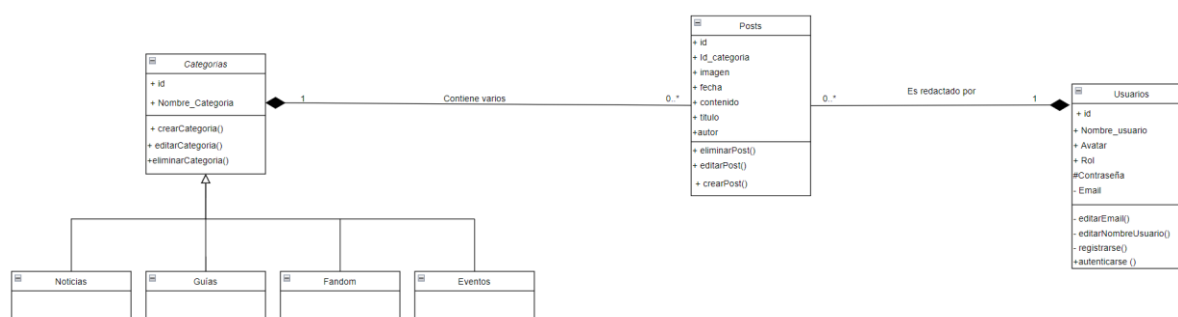 Categorias
+ id
+ Nombre_Categoria
+ crearCategoria()
+ editarCategoria()
+eliminarCategoria()
1
Contiene varios
0..*
Posts
+ id
+ Id_categoria
+ imagen
+ fecha
+ contenido
+ titulo
+autor
+ eliminarPost()
+ editarPost()
+ crearPost()
0..*
Es redactado por
1
Usuarios
+ id
+ Nombre_usuario
+ Avatar
+ Rol
#Contraseña
- Email
- editarEmail()
- editarNombreUsuario()
- registrarse()
+autenticarse ()
Noticias
Guías
Fandom
Eventos